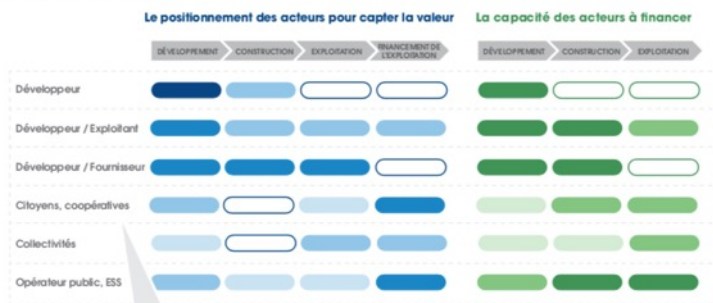 Le positionnement des acteurs pour capter la valeur
La capacité des acteurs à financer
DÉVELOPPEMENT CONSTRUCTION EXPLOITATION FINANCEMENT DE L'EXPLOITATION
DÉVELOPPEMENT CONSTRUCTION EXPLOITATION
Développeur
Développeur / Exploitant
Développeur / Fournisseur
Citoyens, coopératives
Collectivités
Opérateur public, ESS